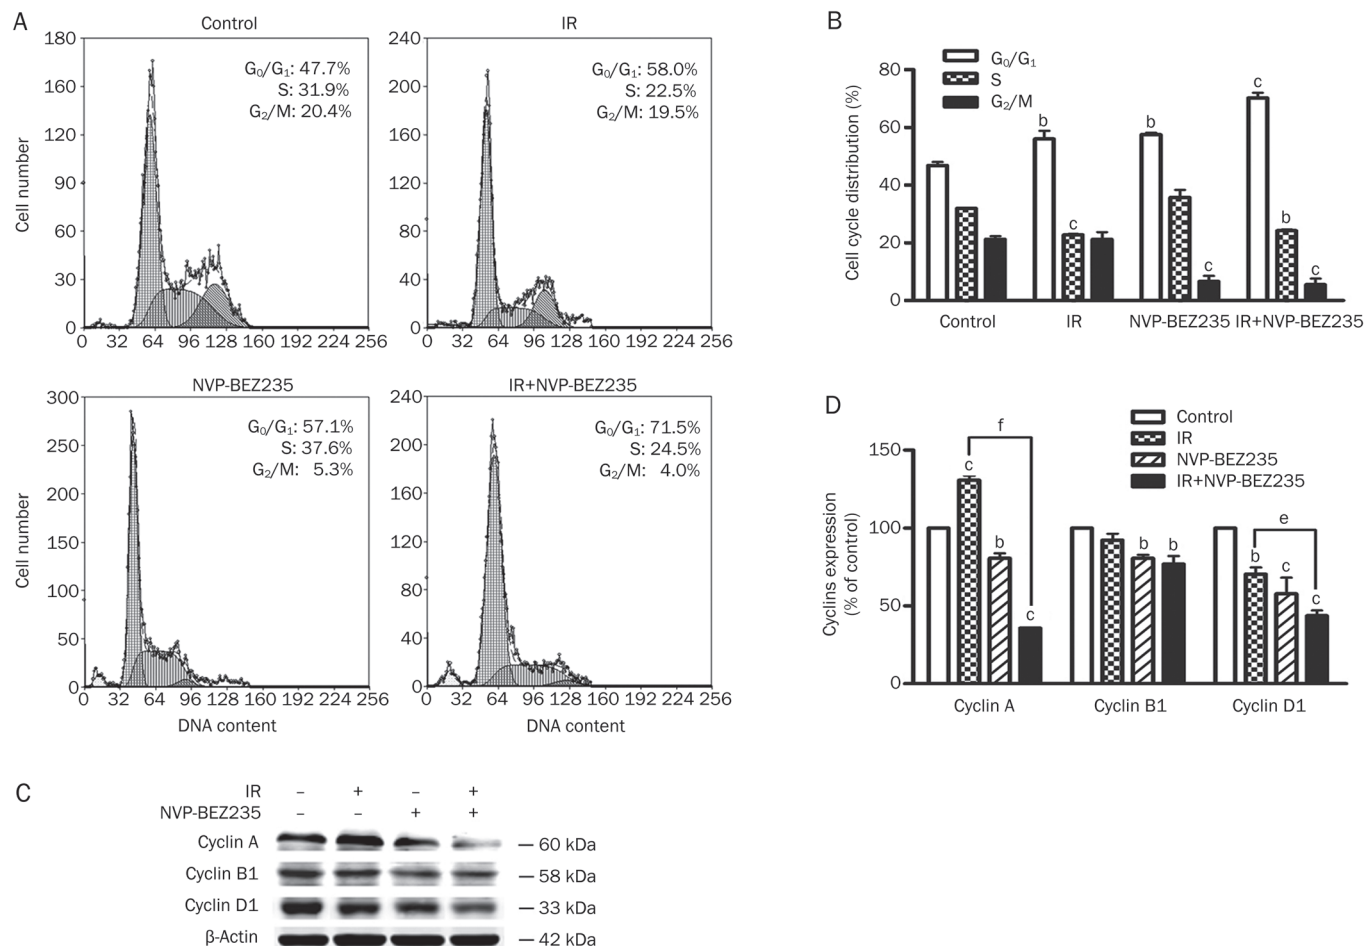 A
Control
180
160
120
90
60
30
0
Cell number
G₀/G₁: 47.7%
S: 31.9%
G₂/M: 20.4%
0 32 64 96 128 160 192 224 256
IR
240
200
160
120
80
40
0
G₀/G₁: 58.0%
S: 22.5%
G₂/M: 19.5%
0 32 64 96 128 160 192 224 256
NVP-BEZ235
300
250
200
150
100
50
0
Cell number
G₀/G₁: 57.1%
S: 37.6%
G₂/M: 5.3%
0 32 64 96 128 160 192 224 256
DNA content
IR+NVP-BEZ235
240
200
160
120
80
40
0
G₀/G₁: 71.5%
S: 24.5%
G₂/M: 4.0%
0 32 64 96 128 160 192 224 256
DNA content
B
G₀/G₁
S
G₂/M
80
60
40
20
0
Cell cycle distribution (%)
b
c
b
c
c
b
c
Control IR NVP-BEZ235 IR+NVP-BEZ235
C
IR – + – +
NVP-BEZ235 – – + +
Cyclin A — 60 kDa
Cyclin B1 — 58 kDa
Cyclin D1 — 33 kDa
β-Actin — 42 kDa
D
Control
IR
NVP-BEZ235
IR+NVP-BEZ235
150
100
50
0
Cyclins expression
(% of control)
f
c
b
c
b
b
e
b
c
c
Cyclin A Cyclin B1 Cyclin D1